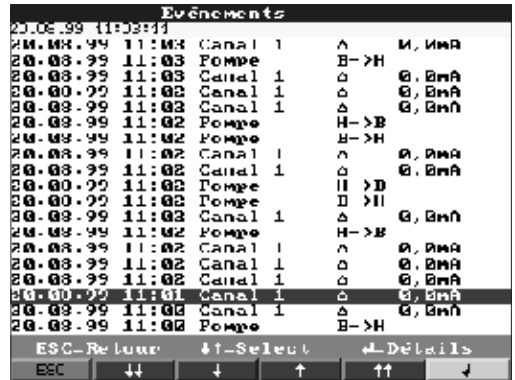 Evénements
20.08.99
20.08.99 11:03 Canal 1 Δ 0,0mA
20.08.99 11:03 Pompe B->H
20.08.99 11:03 Canal 1 Δ 0,0mA
20.08.99 11:02 Canal 1 Δ 0,0mA
20.08.99 11:02 Canal 1 Δ 0,0mA
20.08.99 11:02 Pompe H->B
20.08.99 11:02 Pompe B->H
20.08.99 11:02 Canal 1 Δ 0,0mA
20.08.99 11:02 Canal 1 Δ 0,0mA
20.08.99 11:02 Pompe H->B
20.08.99 11:02 Pompe B->H
20.08.99 11:02 Canal 1 Δ 0,0mA
20.08.99 11:02 Pompe H->B
20.08.99 11:02 Canal 1 Δ 0,0mA
20.08.99 11:02 Canal 1 Δ 0,0mA
20.08.99 11:02 Canal 1 Δ 0,0mA
20.08.99 11:01 Canal 1 Δ 0,0mA
20.08.99 11:00 Canal 1 Δ 0,0mA
20.08.99 11:00 Pompe B->H
ESC=Retour ↓↑=Select ↵=Détails
ESC ↓↓ ↓ ↑ ↑↑ ↵